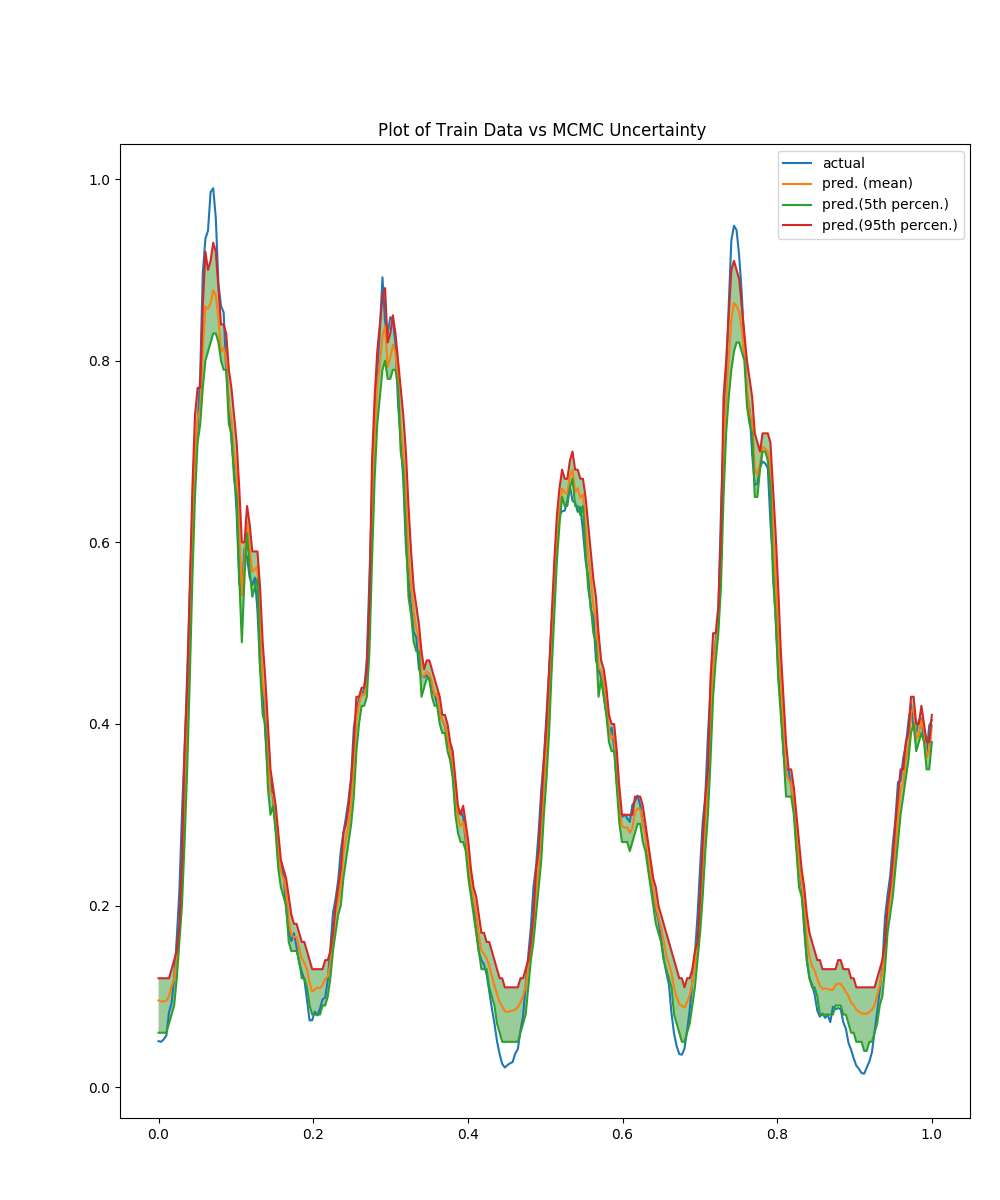 Plot of Train Data vs MCMC Uncertainty
actual
pred. (mean)
pred.(5th percen.)
pred.(95th percen.)
1.0
0.8
0.6
0.4
0.2
0.0
0.0 0.2 0.4 0.6 0.8 1.0